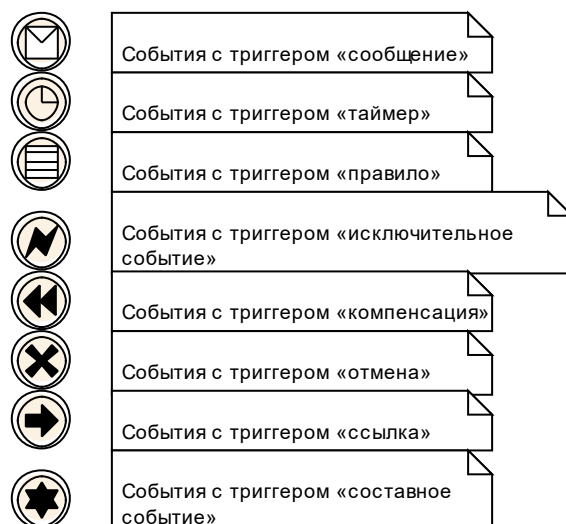 События с триггером «сообщение»
События с триггером «таймер»
События с триггером «правило»
События с триггером «исключительное
событие»
События с триггером «компенсация»
События с триггером «отмена»
События с триггером «ссылка»
События с триггером «составное
событие»